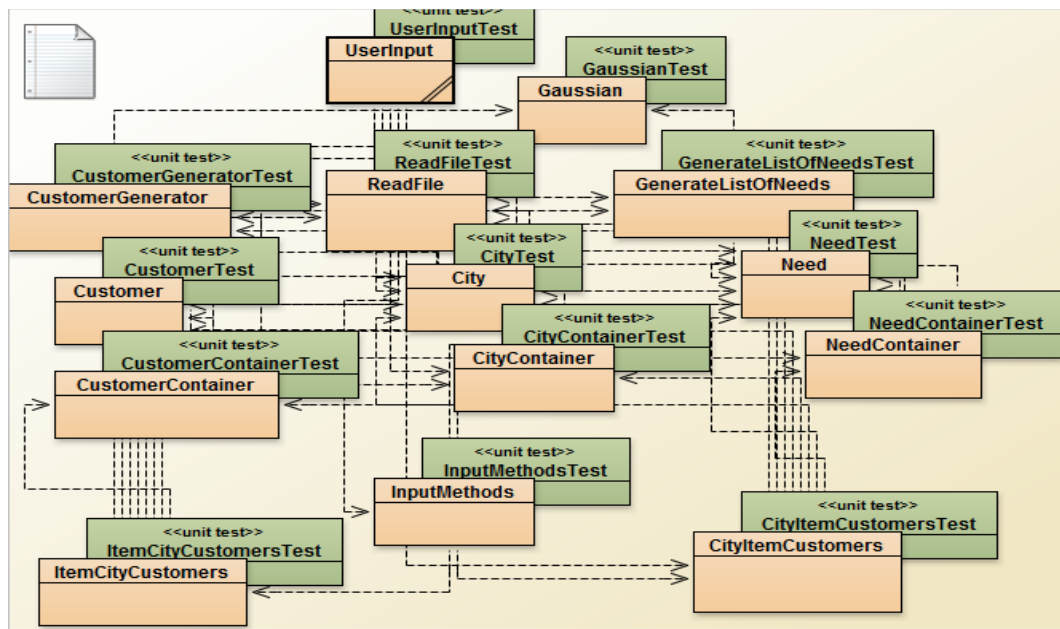 <<unit test>>
UserInputTest
UserInput
<<unit test>>
GaussianTest
Gaussian
<<unit test>>
CustomerGeneratorTest
CustomerGenerator
<<unit test>>
ReadFileTest
ReadFile
<<unit test>>
GenerateListOfNeedsTest
GenerateListOfNeeds
<<unit test>>
CustomerTest
Customer
<<unit test>>
CityTest
City
<<unit test>>
NeedTest
Need
<<unit test>>
CustomerContainerTest
CustomerContainer
<<unit test>>
CityContainerTest
CityContainer
<<unit test>>
NeedContainerTest
NeedContainer
<<unit test>>
InputMethodsTest
InputMethods
<<unit test>>
ItemCityCustomersTest
ItemCityCustomers
<<unit test>>
CityItemCustomersTest
CityItemCustomers